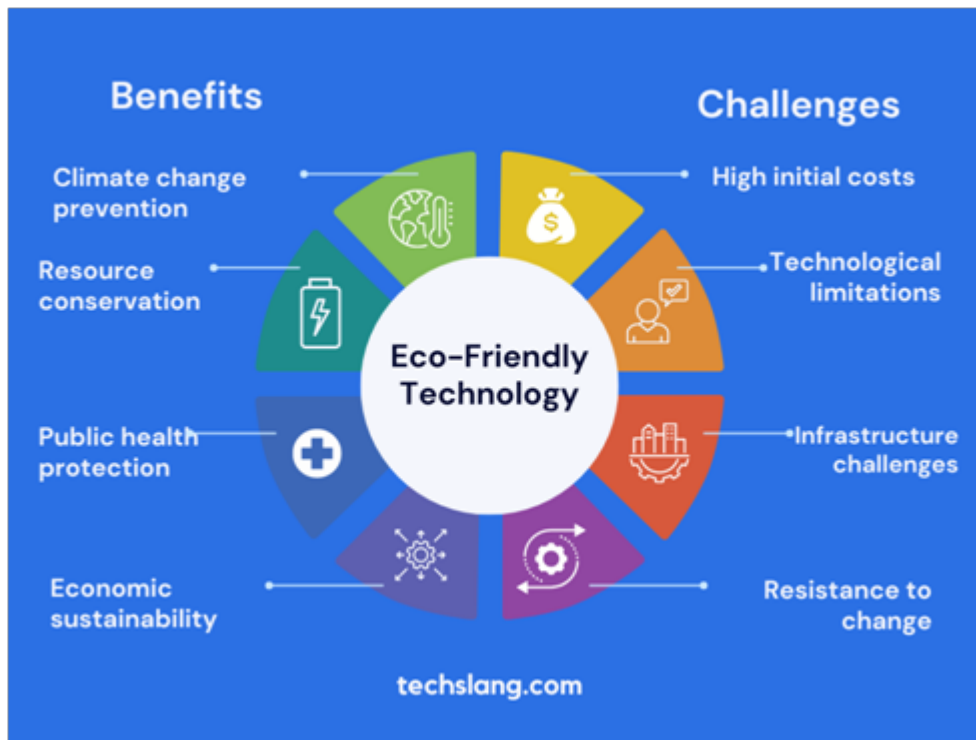 Benefits
Climate change
prevention
Resource
conservation
Public health
protection
Economic
sustainability
Eco-Friendly
Technology
$
Challenges
High initial costs
Technological
limitations
Infrastructure
challenges
Resistance to
change
techslang.com